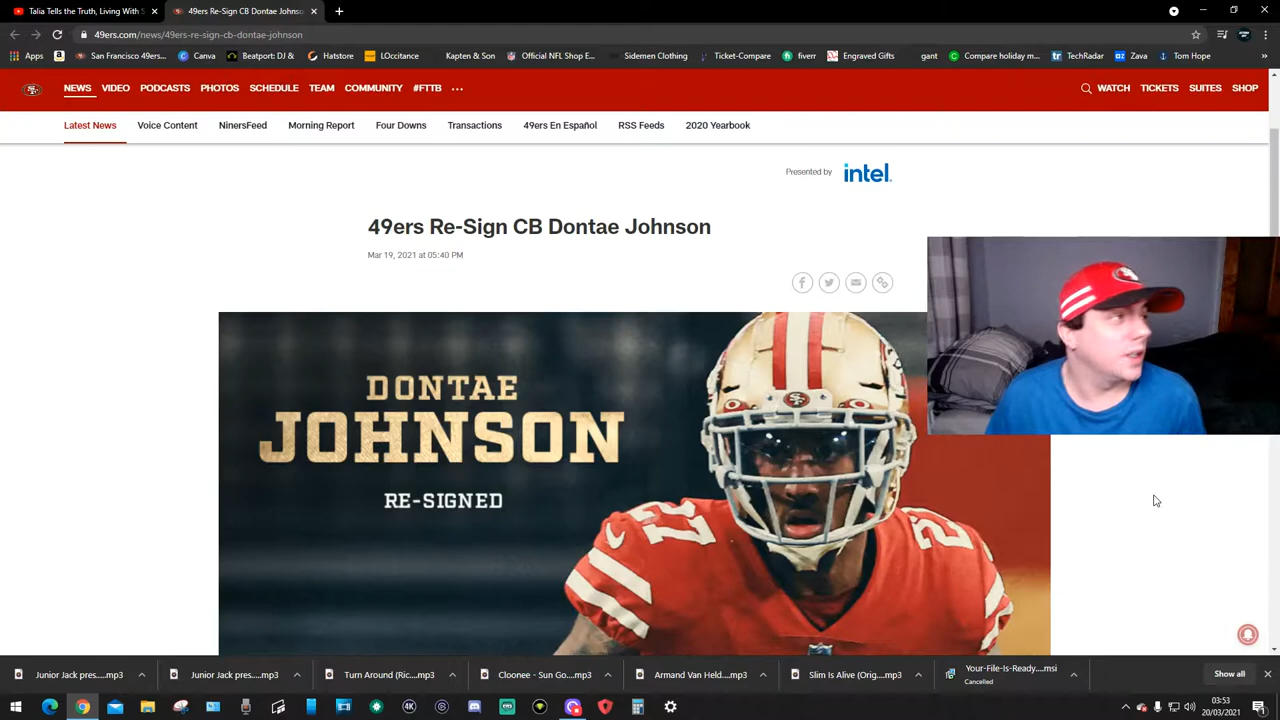 Talia Tells the Truth, Living With S
49ers Re-Sign CB Dontae Johnso
49ers.com/news/49ers-re-sign-cb-dontae-johnson
Apps
San Francisco 49ers...
Canva
Beatport: DJ &
Hatstore
LOccitance
Kapten & Son
Official NFL Shop E...
Sidemen Clothing
Ticket-Compare
fiverr
Engraved Gifts
gant
Compare holiday m...
TechRadar
Zava
Tom Hope
»
NEWS VIDEO PODCASTS PHOTOS SCHEDULE TEAM COMMUNITY #FTTB ...
WATCH TICKETS SUITES SHOP
Latest News Voice Content NinersFeed Morning Report Four Downs Transactions 49ers En Español RSS Feeds 2020 Yearbook
Presented by intel.
49ers Re-Sign CB Dontae Johnson
Mar 19, 2021 at 05:40 PM
DONTAE
JOHNSON
RE-SIGNED
27
27
Junior Jack pres....mp3
Junior Jack pres....mp3
Turn Around (Ric....mp3
Cloonee - Sun Go....mp3
Armand Van Held....mp3
Slim Is Alive (Orig....mp3
Your-File-Is-Ready....msi
Cancelled
Show all
4K
03:53
20/03/2021